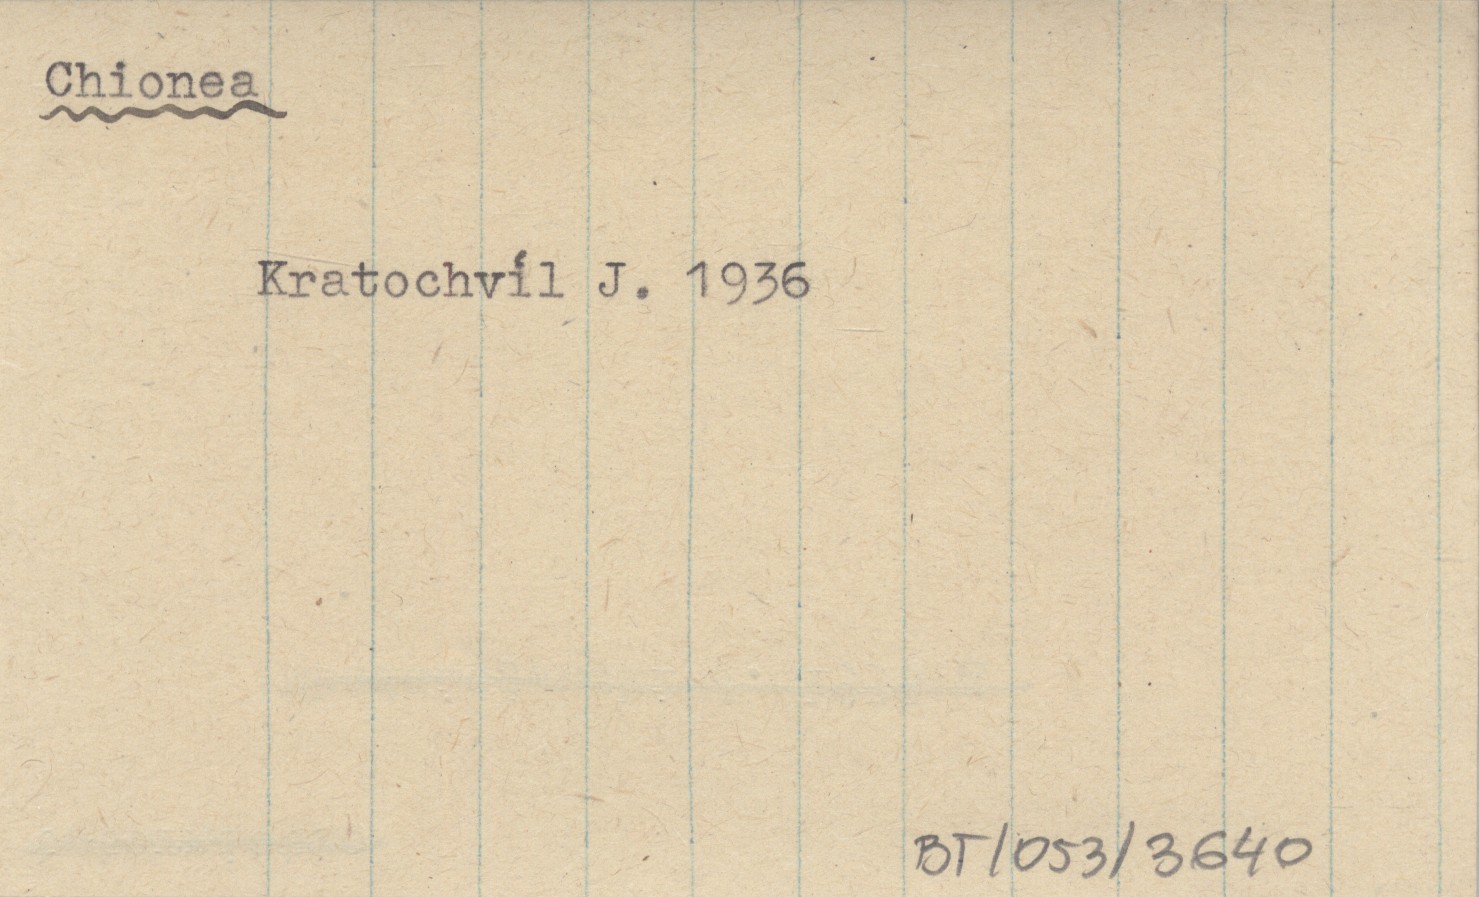 Chionea
Kratochvíl J. 1936
BT/053/3640